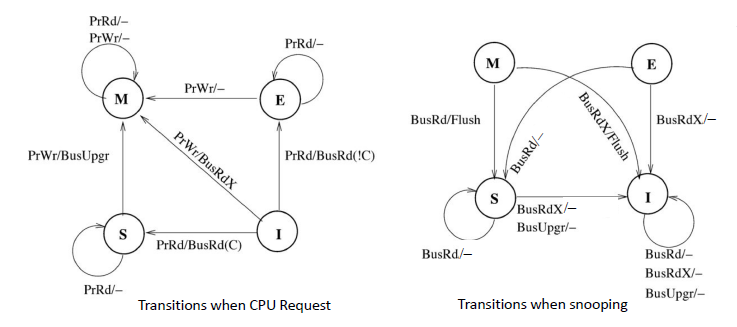 PrRd/–
PrWr/–
PrRd/–
M
PrWr/–
E
PrWr/BusUpgr
PrWr/BusRdX
PrRd/BusRd(!C)
S
PrRd/BusRd(C)
I
PrRd/–
Transitions when CPU Request
M
E
BusRd/Flush
BusRdX/Flush
BusRdX/–
BusRd/–
S
BusRdX/–
BusUpgr/–
I
BusRd/–
BusRd/–
BusRdX/–
BusUpgr/–
Transitions when snooping